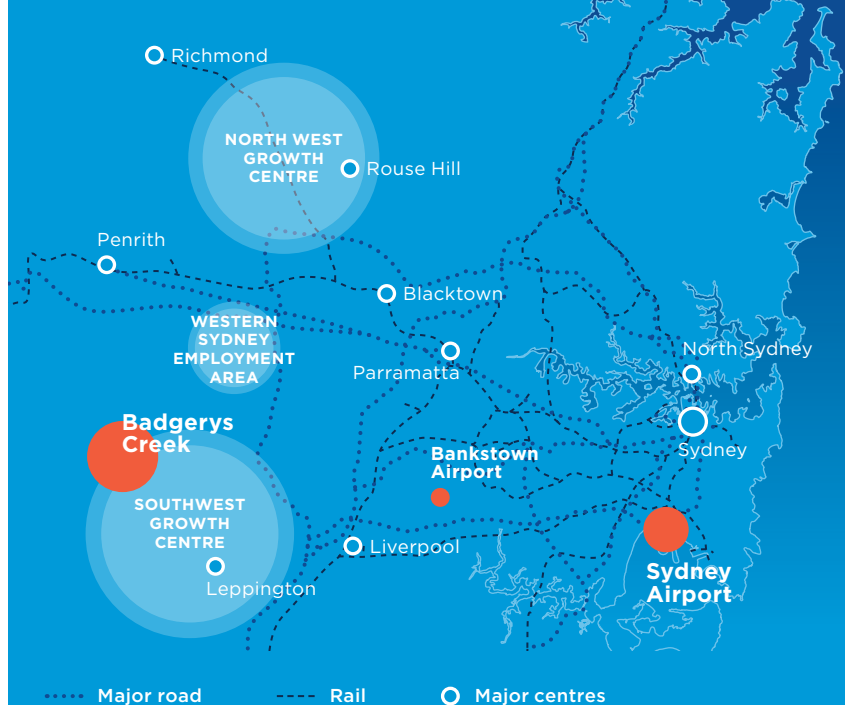 Richmond
NORTH WEST
GROWTH
CENTRE
Rouse Hill
Penrith
Blacktown
WESTERN
SYDNEY
EMPLOYMENT
AREA
North Sydney
Parramatta
Badgerys
Creek
Bankstown
Airport
Sydney
SOUTHWEST
GROWTH
CENTRE
Liverpool
Leppington
Sydney
Airport
Major road
Rail
Major centres